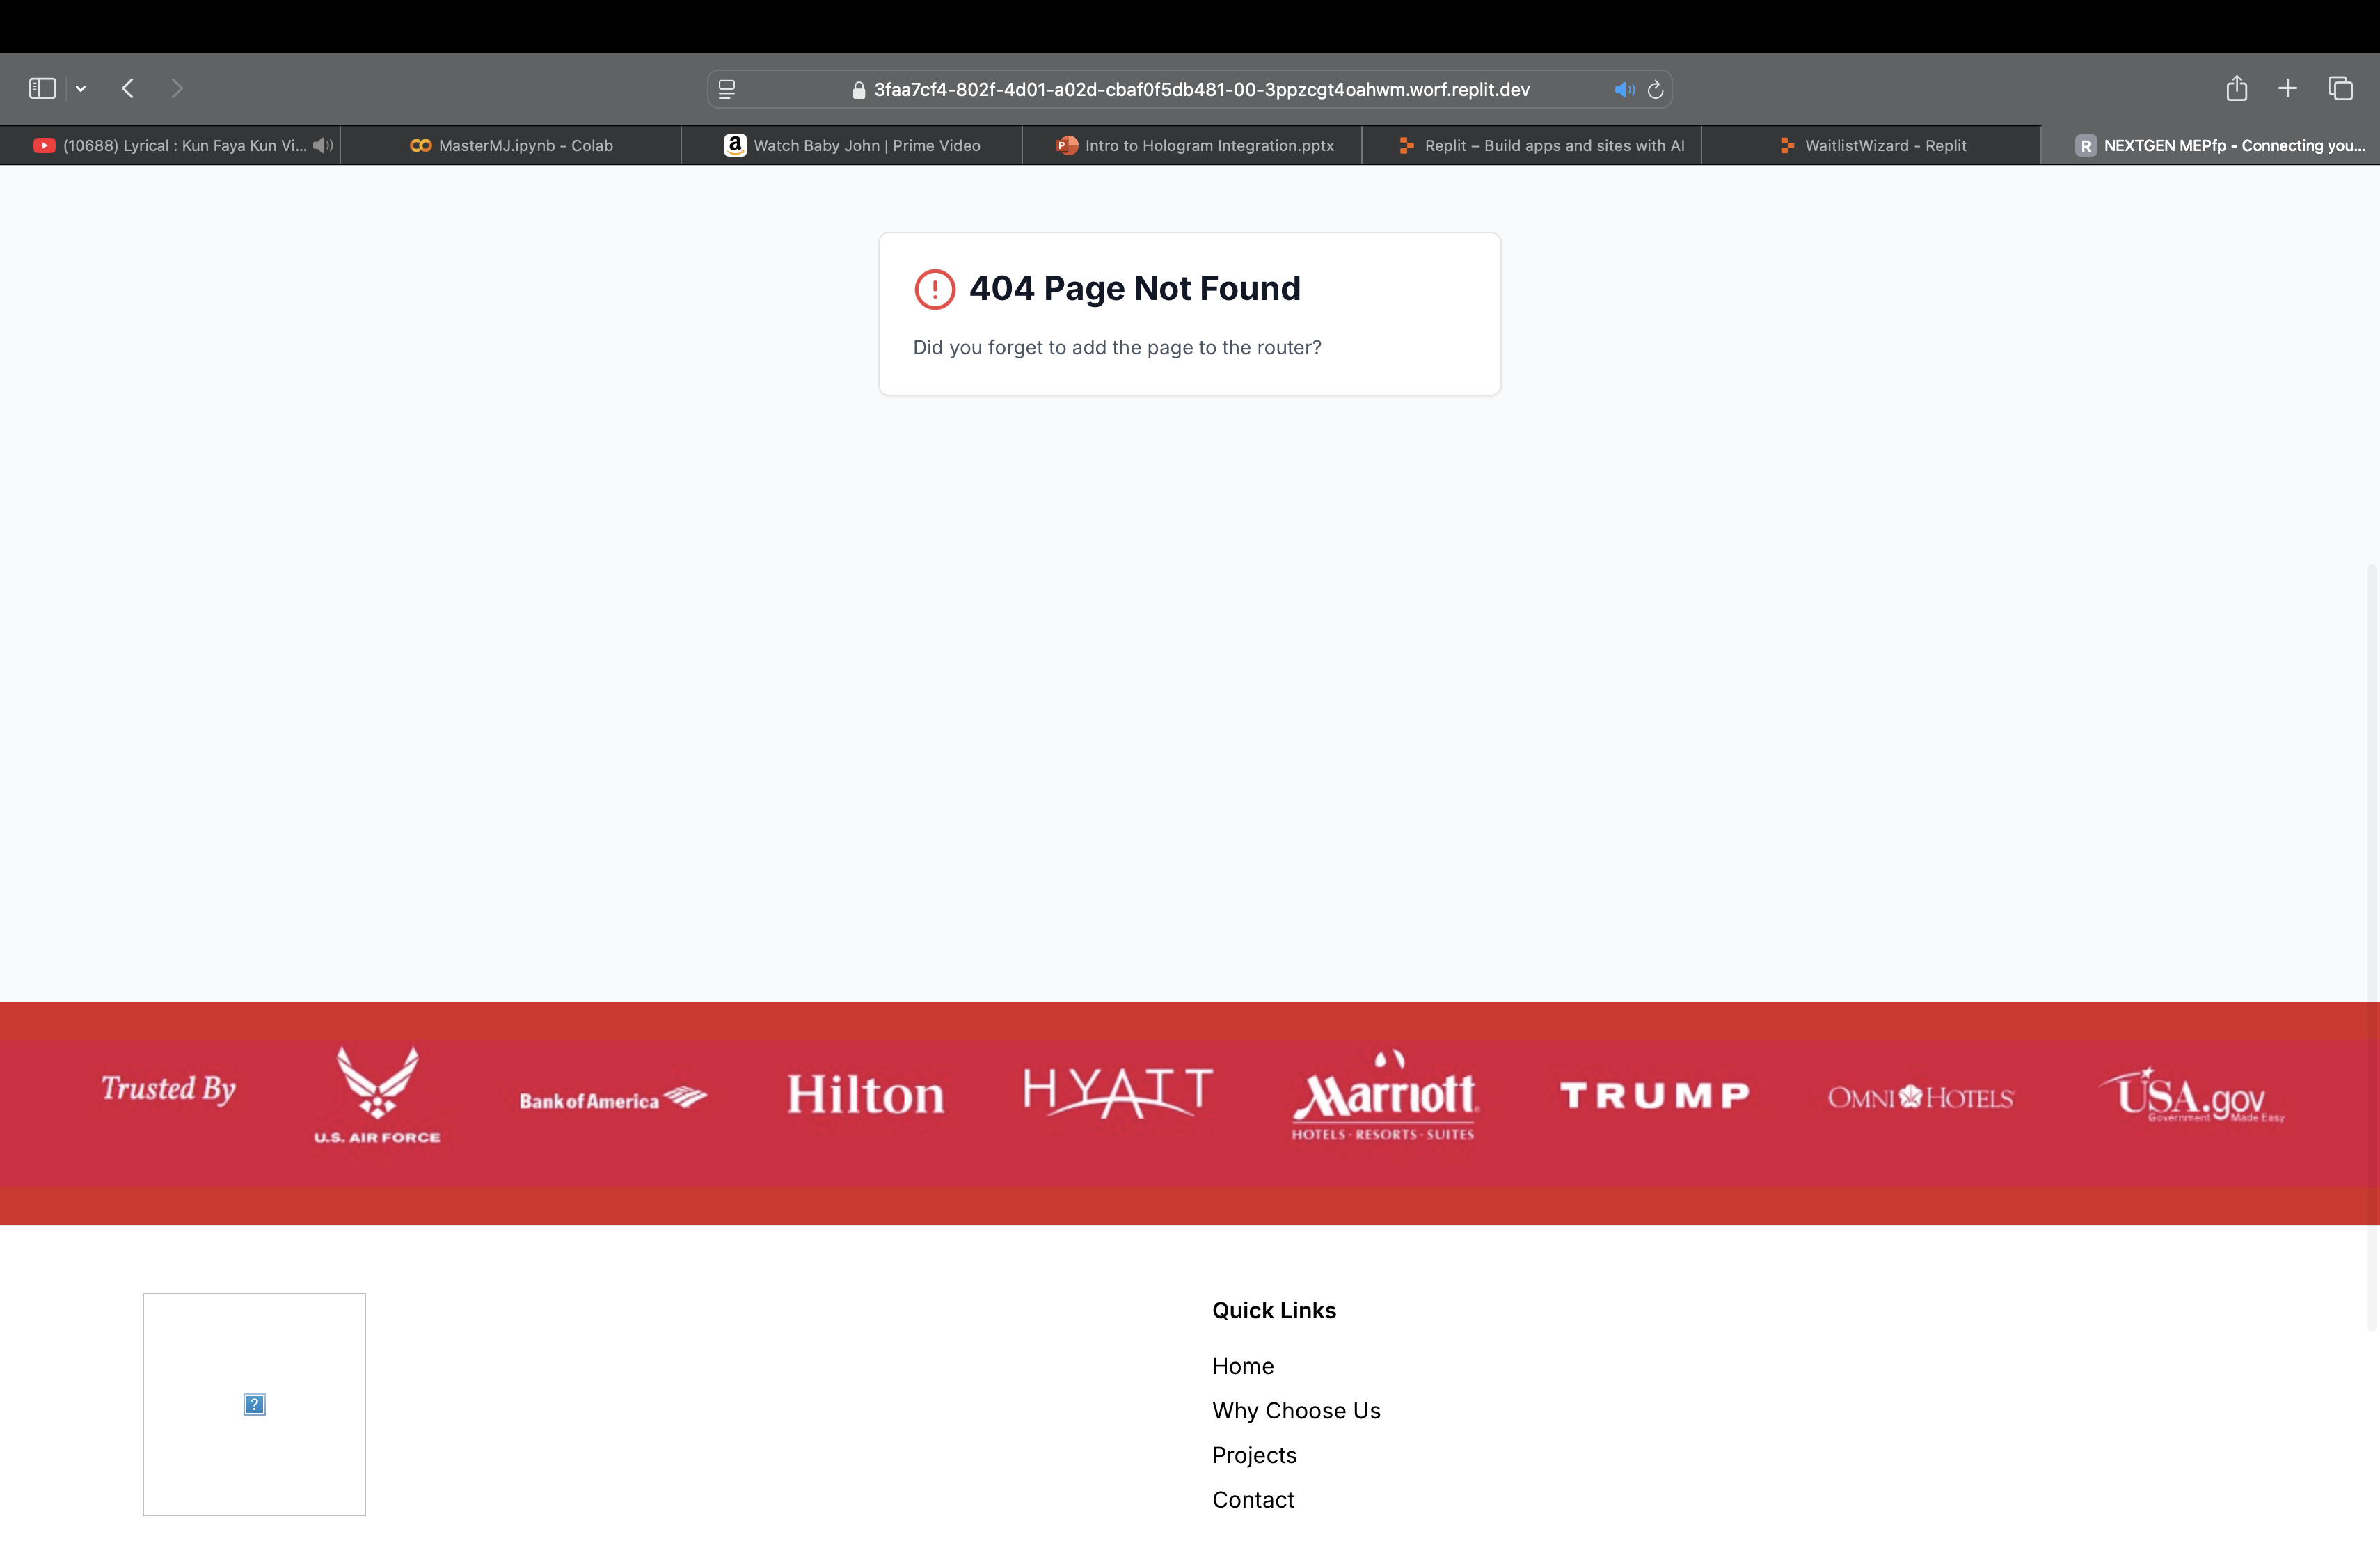 3faa7cf4-802f-4d01-a02d-cbaf0f5db481-00-3ppzcgt4oahwm.worf.replit.dev
(10688) Lyrical : Kun Faya Kun Vi...
MasterMJ.ipynb - Colab
Watch Baby John | Prime Video
Intro to Hologram Integration.pptx
Replit – Build apps and sites with AI
WaitlistWizard - Replit
R NEXTGEN MEPfp - Connecting you...
404 Page Not Found
Did you forget to add the page to the router?
Trusted By
U.S. AIR FORCE
Bank of America
Hilton
HYATT
Marriott
HOTELS · RESORTS · SUITES
TRUMP
OMNI HOTELS
USA.gov
Government Made Easy
Quick Links
Home
Why Choose Us
Projects
Contact